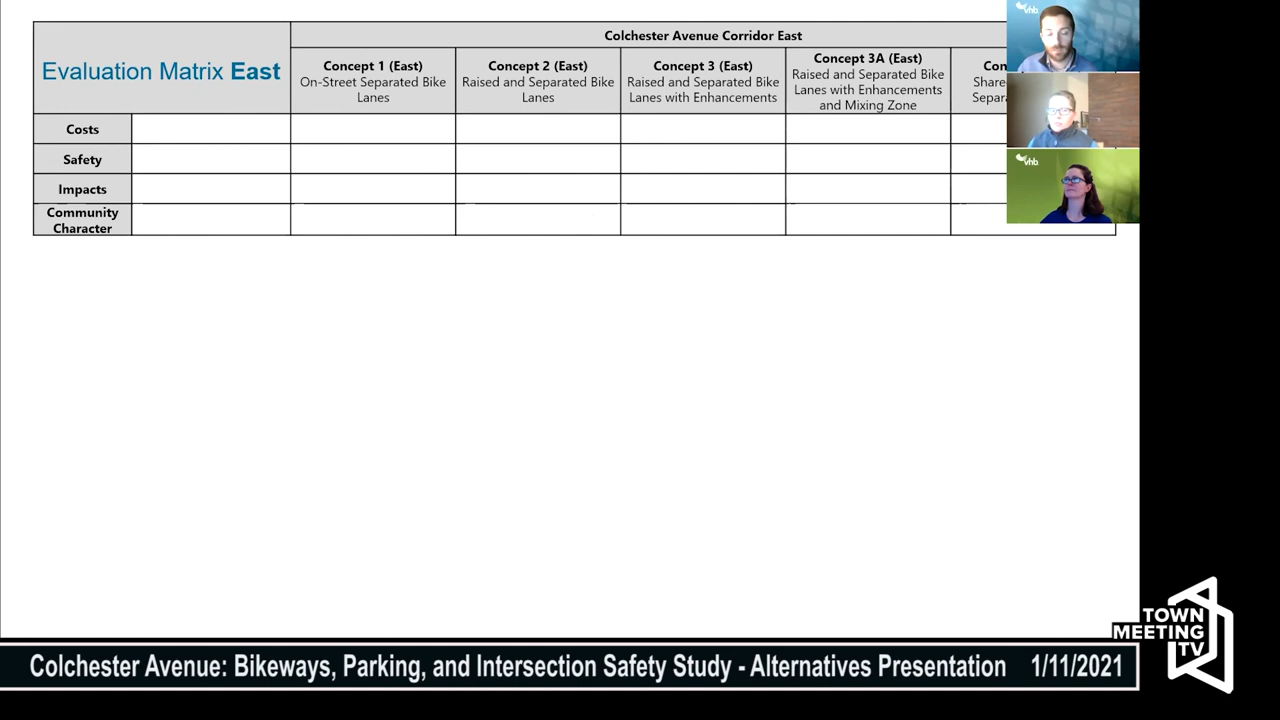 Colchester Avenue Corridor East
Evaluation Matrix East
Concept 1 (East)
On-Street Separated Bike
Lanes
Concept 2 (East)
Raised and Separated Bike
Lanes
Concept 3 (East)
Raised and Separated Bike
Lanes with Enhancements
Concept 3A (East)
Raised and Separated Bike
Lanes with Enhancements
and Mixing Zone
Costs
Safety
Impacts
Community
Character
vhb
vhb
TOWN
MEETING
TV
Colchester Avenue: Bikeways, Parking, and Intersection Safety Study - Alternatives Presentation 1/11/2021